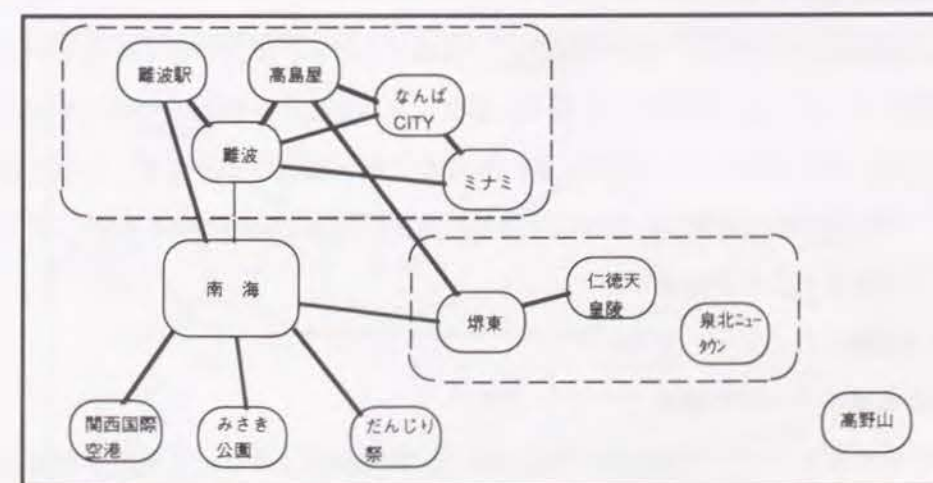 難波駅
高島屋
なんば
CITY
難波
ミナミ
南 海
仁徳天
皇陵
堺東
泉北ニュー
タウン
関西国際
空港
みさき
公園
だんじり
祭
高野山